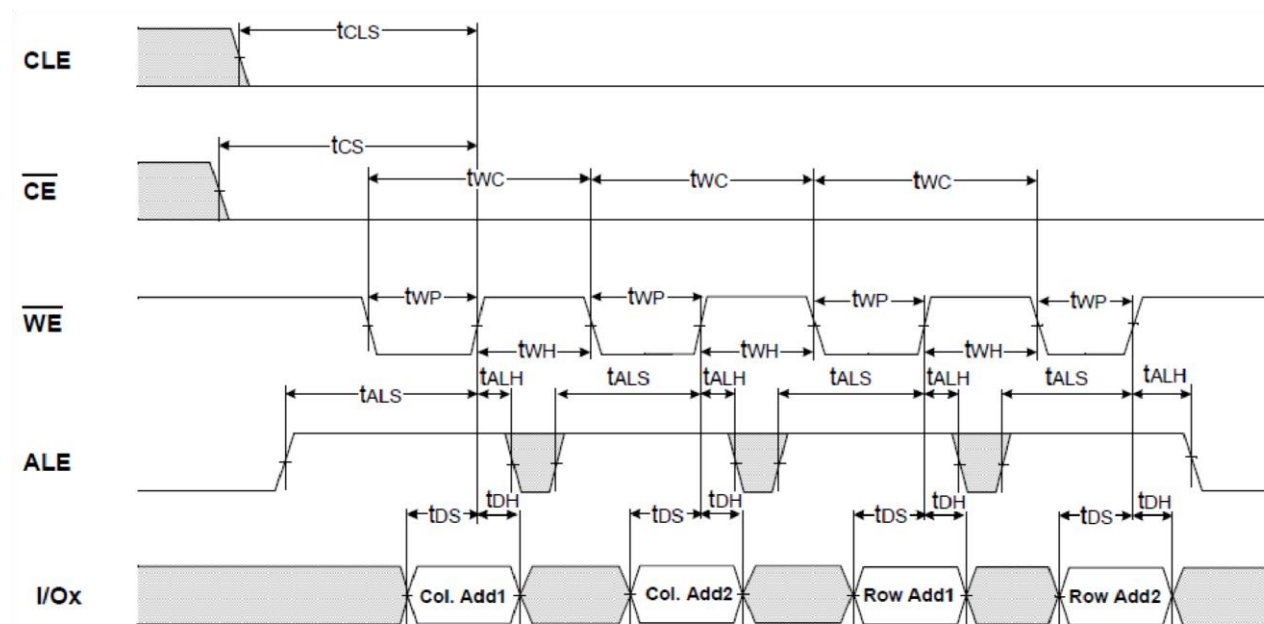 CLE
tCLS
tCS
CE
tWC tWC tWC
WE
tWP tWP tWP tWP
tWH tWH tWH
tALS tALH tALS tALH tALS tALH tALS tALH
ALE
tDS tDH tDS tDH tDS tDH tDS tDH
I/Ox
Col. Add1 Col. Add2 Row Add1 Row Add2